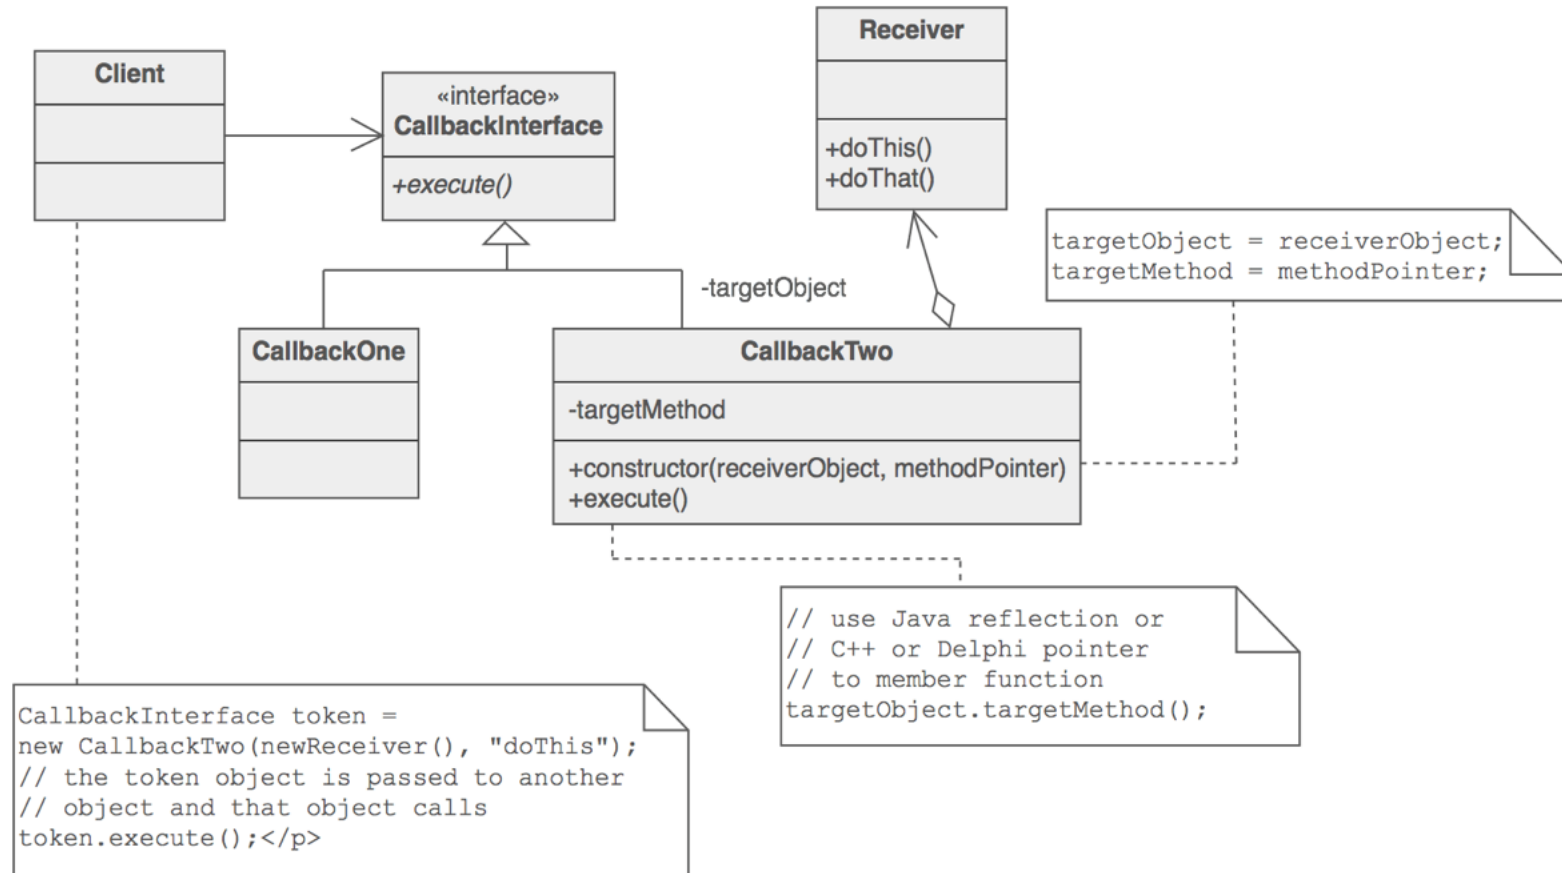 Client
«interface»
CallbackInterface
+execute()
Receiver
+doThis()
+doThat()
targetObject = receiverObject;
targetMethod = methodPointer;
-targetObject
CallbackOne
CallbackTwo
-targetMethod
+constructor(receiverObject, methodPointer)
+execute()
// use Java reflection or
// C++ or Delphi pointer
// to member function
targetObject.targetMethod();
CallbackInterface token =
new CallbackTwo(newReceiver(), "doThis");
// the token object is passed to another
// object and that object calls
token.execute();</p>